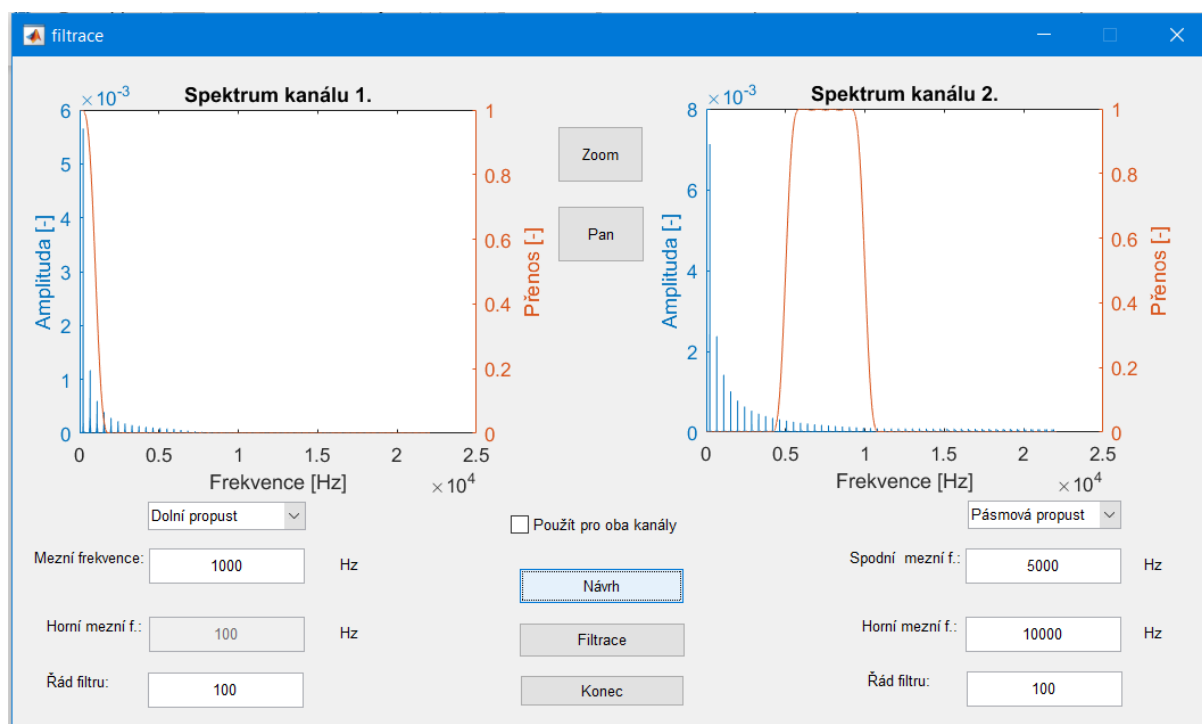 filtrace
Spektrum kanálu 1.
×10⁻³
6
5
4
3
2
1
0
Amplituda [-]
1
0.8
0.6
0.4
0.2
0
Přenos [-]
0 0.5 1 1.5 2 2.5
Frekvence [Hz]
×10⁴
Zoom
Pan
Spektrum kanálu 2.
×10⁻³
8
6
4
2
0
Amplituda [-]
1
0.8
0.6
0.4
0.2
0
Přenos [-]
0 0.5 1 1.5 2 2.5
Frekvence [Hz]
×10⁴
Dolní propust
Mezní frekvence: 1000 Hz
Horní mezní f.: 100 Hz
Řád filtru: 100
Použít pro oba kanály
Návrh
Filtrace
Konec
Pásmová propust
Spodní mezní f.: 5000 Hz
Horní mezní f.: 10000 Hz
Řád filtru: 100